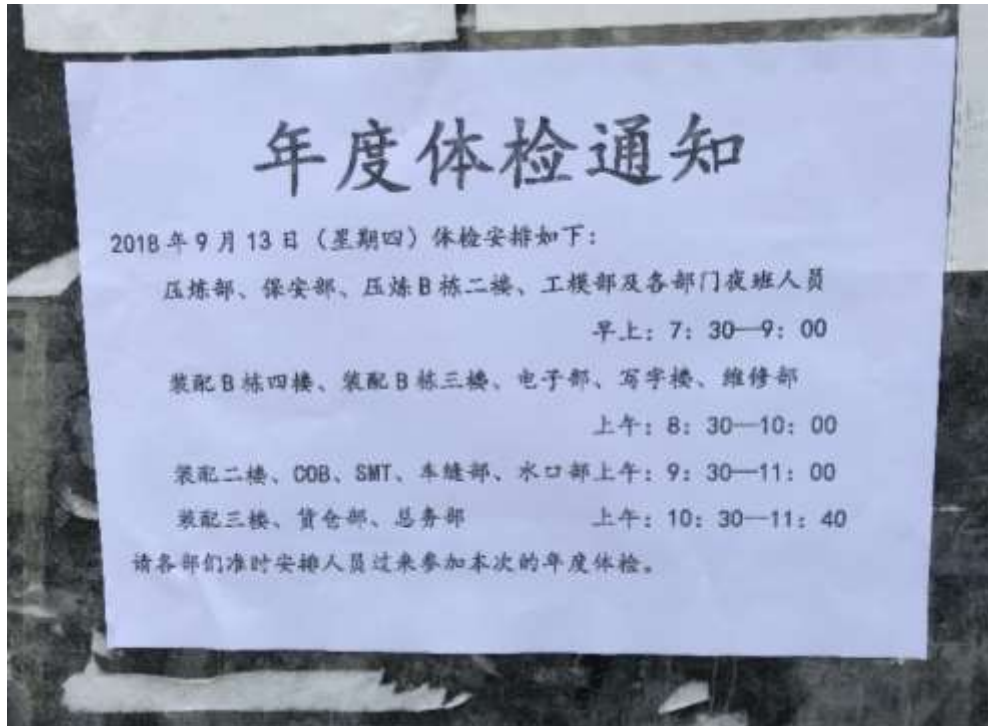 年度体检通知
2018年9月13日（星期四）体检安排如下：
压炼部、保安部、压炼B栋二楼、工模部及各部门夜班人员
早上：7：30—9：00
装配B栋四楼、装配B栋三楼、电子部、写字楼、维修部
上午：8：30—10：00
装配二楼、COB、SMT、车缝部、水口部上午：9：30—11：00
装配三楼、货仓部、总务部 上午：10：30—11：40
请各部们准时安排人员过来参加本次的年度体检。